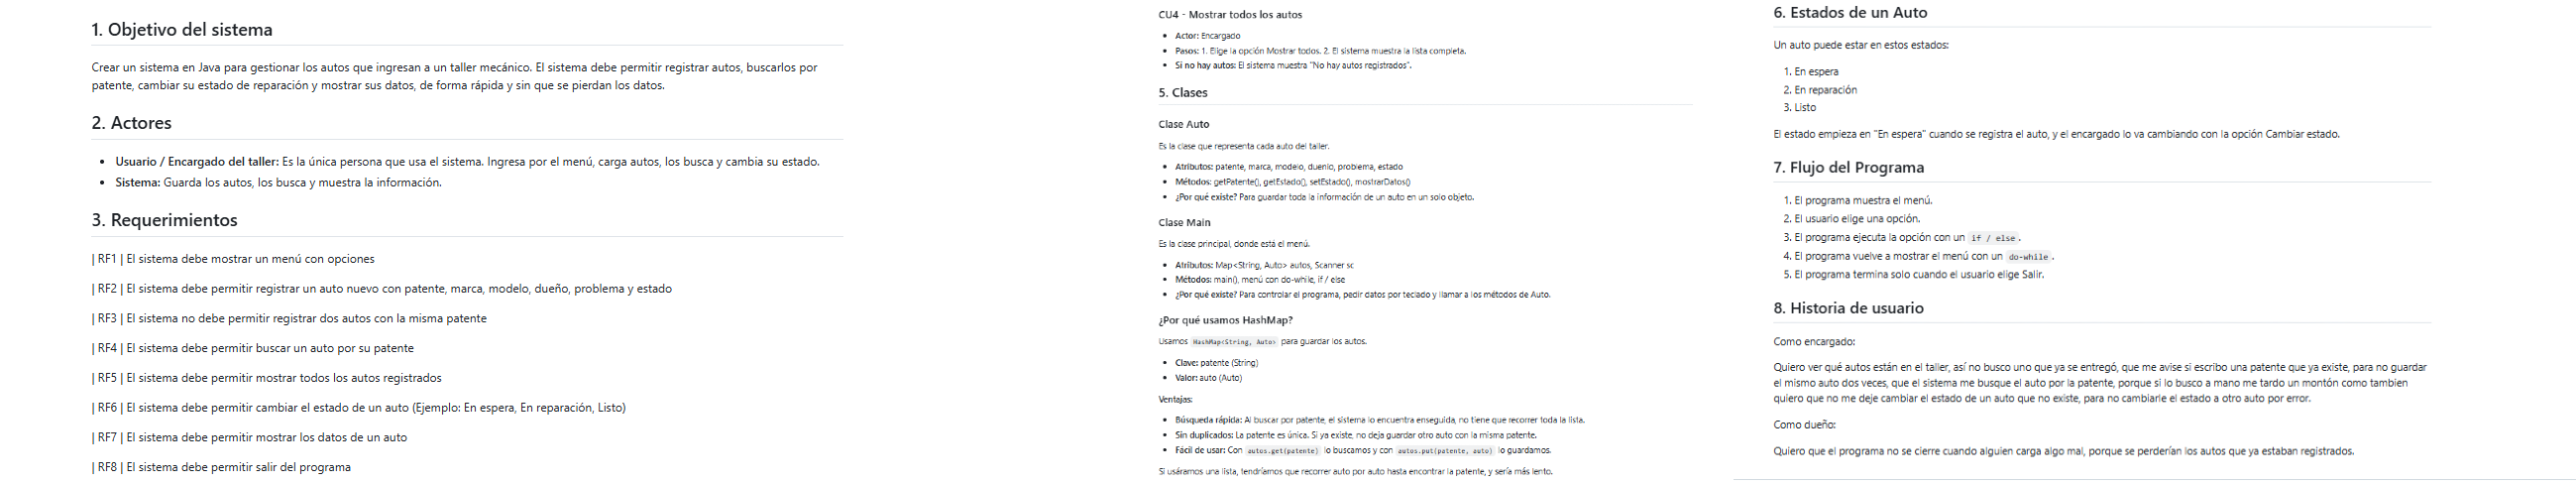 1. Objetivo del sistema
Crear un sistema en Java para gestionar los autos que ingresan a un taller mecánico. El sistema debe permitir registrar autos, buscarlos por
patente, cambiar su estado de reparación y mostrar sus datos, de forma rápida y sin que se pierdan los datos.
2. Actores
• Usuario / Encargado del taller: Es la única persona que usa el sistema. Ingresa por el menú, carga autos, los busca y cambia su estado.
• Sistema: Guarda los autos, los busca y muestra la información.
3. Requerimientos
| RF1 | El sistema debe mostrar un menú con opciones
| RF2 | El sistema debe permitir registrar un auto nuevo con patente, marca, modelo, dueño, problema y estado
| RF3 | El sistema no debe permitir registrar dos autos con la misma patente
| RF4 | El sistema debe permitir buscar un auto por su patente
| RF5 | El sistema debe permitir mostrar todos los autos registrados
| RF6 | El sistema debe permitir cambiar el estado de un auto (Ejemplo: En espera, En reparación, Listo)
| RF7 | El sistema debe permitir mostrar los datos de un auto
| RF8 | El sistema debe permitir salir del programa
CU4 - Mostrar todos los autos
• Actor: Encargado
• Pasos: 1. Elige la opción Mostrar todos. 2. El sistema muestra la lista completa.
• Si no hay autos: El sistema muestra "No hay autos registrados".
5. Clases
Clase Auto
Es la clase que representa cada auto del taller.
• Atributos: patente, marca, modelo, duenio, problema, estado
• Métodos: getPatente(), getEstado(), setEstado(), mostrarDatos()
• ¿Por qué existe? Para guardar toda la información de un auto en un solo objeto.
Clase Main
Es la clase principal, donde está el menú.
• Atributos: Map<String, Auto> autos, Scanner sc
• Métodos: main(), menú con do-while, if / else
• ¿Por qué existe? Para controlar el programa, pedir datos por teclado y llamar a los métodos de Auto.
¿Por qué usamos HashMap?
Usamos HashMap<String, Auto> para guardar los autos.
• Clave: patente (String)
• Valor: auto (Auto)
Ventajas:
• Búsqueda rápida: Al buscar por patente, el sistema lo encuentra enseguida, no tiene que recorrer toda la lista.
• Sin duplicados: La patente es única. Si ya existe, no deja guardar otro auto con la misma patente.
• Fácil de usar: Con autos.get(patente) lo buscamos y con autos.put(patente, auto) lo guardamos.
Si usáramos una lista, tendríamos que recorrer auto por auto hasta encontrar la patente, y sería más lento.
6. Estados de un Auto
Un auto puede estar en estos estados:
1. En espera
2. En reparación
3. Listo
El estado empieza en "En espera" cuando se registra el auto, y el encargado lo va cambiando con la opción Cambiar estado.
7. Flujo del Programa
1. El programa muestra el menú.
2. El usuario elige una opción.
3. El programa ejecuta la opción con un if / else.
4. El programa vuelve a mostrar el menú con un do-while.
5. El programa termina solo cuando el usuario elige Salir.
8. Historia de usuario
Como encargado:
Quiero ver qué autos están en el taller, así no busco uno que ya se entregó, que me avise si escribo una patente que ya existe, para no guardar
el mismo auto dos veces, que el sistema me busque el auto por la patente, porque si lo busco a mano me tardo un montón como tambien
quiero que no me deje cambiar el estado de un auto que no existe, para no cambiarle el estado a otro auto por error.
Como dueño:
Quiero que el programa no se cierre cuando alguien carga algo mal, porque se perderían los autos que ya estaban registrados.